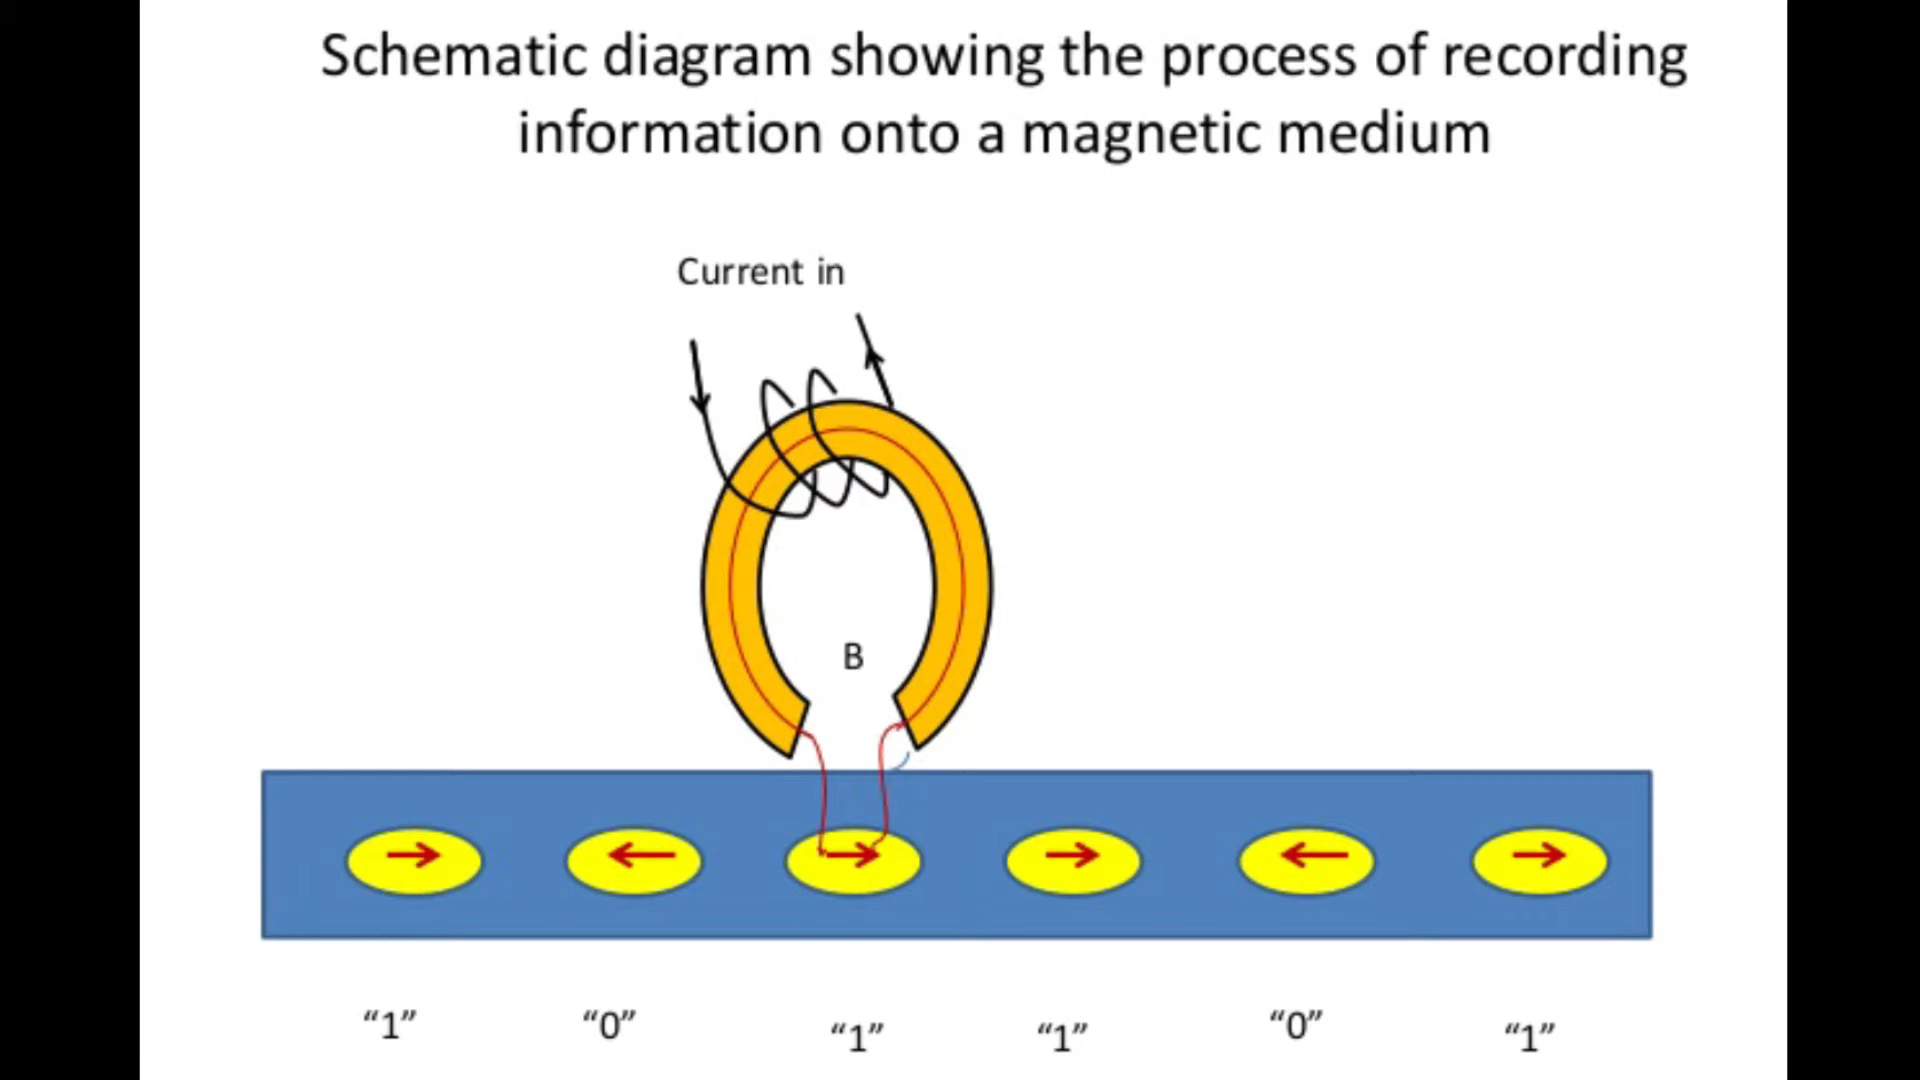 Schematic diagram showing the process of recording
information onto a magnetic medium
Current in
B
“1” “0” “1” “1” “0” “1”